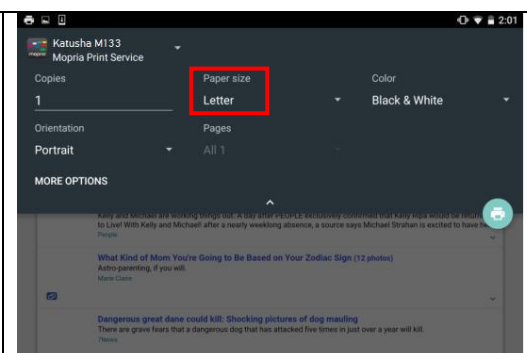 2:01
Katusha M133
mopria
Mopria Print Service
Copies
Paper size
Color
1
Letter
Black & White
Orientation
Pages
Portrait
All 1
MORE OPTIONS
Kelly and Michael are working things out. A day after PEOPLE exclusively confirmed that Kelly Ripa would be
to Live! With Kelly and Michael! after a nearly weeklong absence, a source says Michael Strahan is excited to have
People
What Kind of Mom You're Going to Be Based on Your Zodiac Sign (12 photos)
Astro-parenting, if you will.
Marie Claire
Dangerous great dane could kill: Shocking pictures of dog mauling
There are grave fears that a dangerous dog that has attacked five times in just over a year will kill.
7News